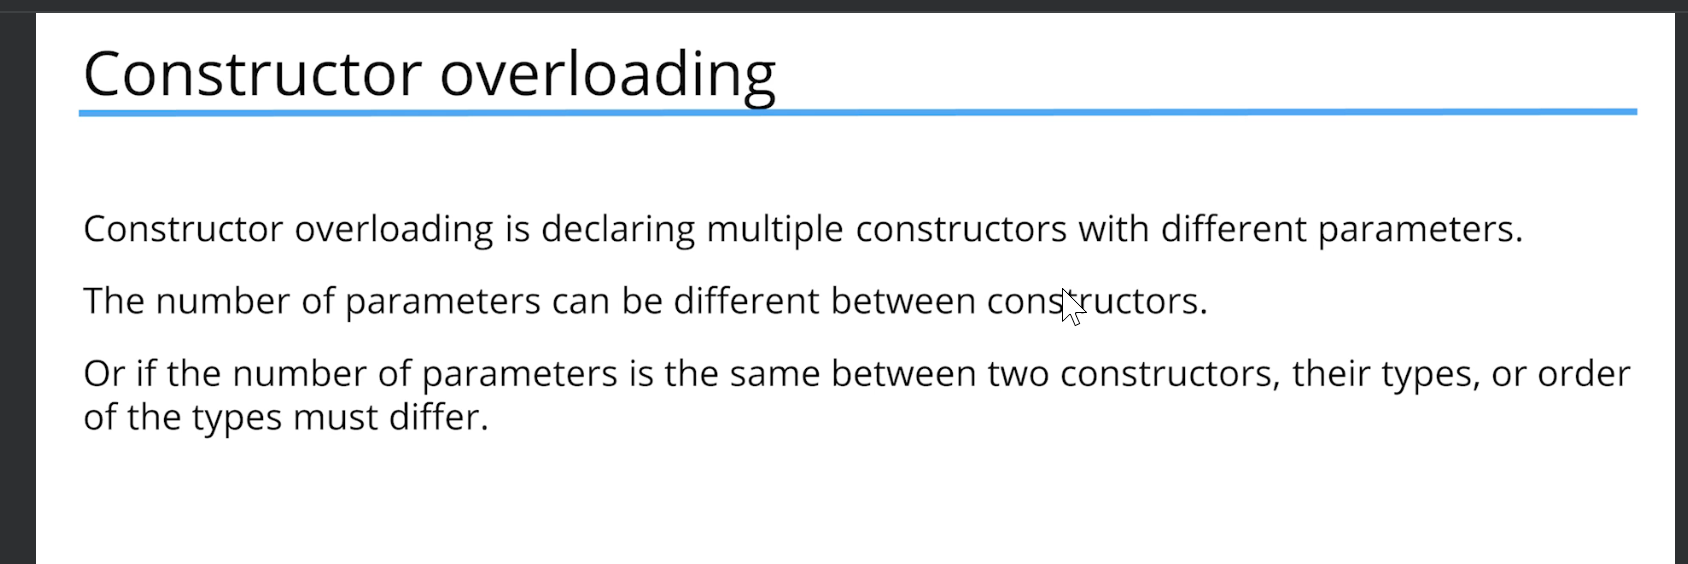 Constructor overloading
Constructor overloading is declaring multiple constructors with different parameters.
The number of parameters can be different between constructors.
Or if the number of parameters is the same between two constructors, their types, or order
of the types must differ.